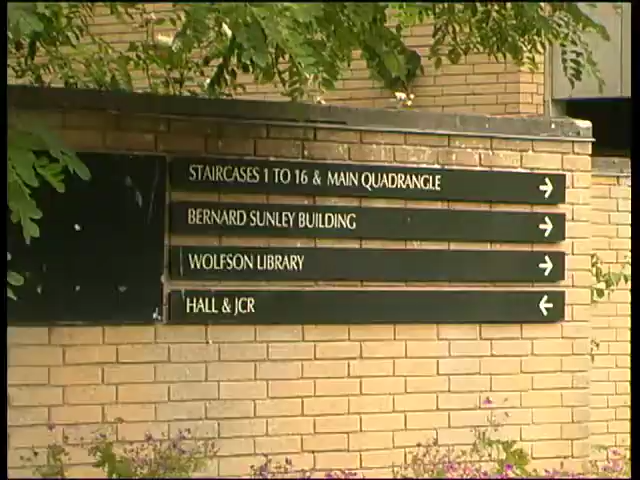 STAIRCASES 1 TO 16 & MAIN QUADRANGLE →
BERNARD SUNLEY BUILDING →
WOLFSON LIBRARY →
HALL & JCR ←